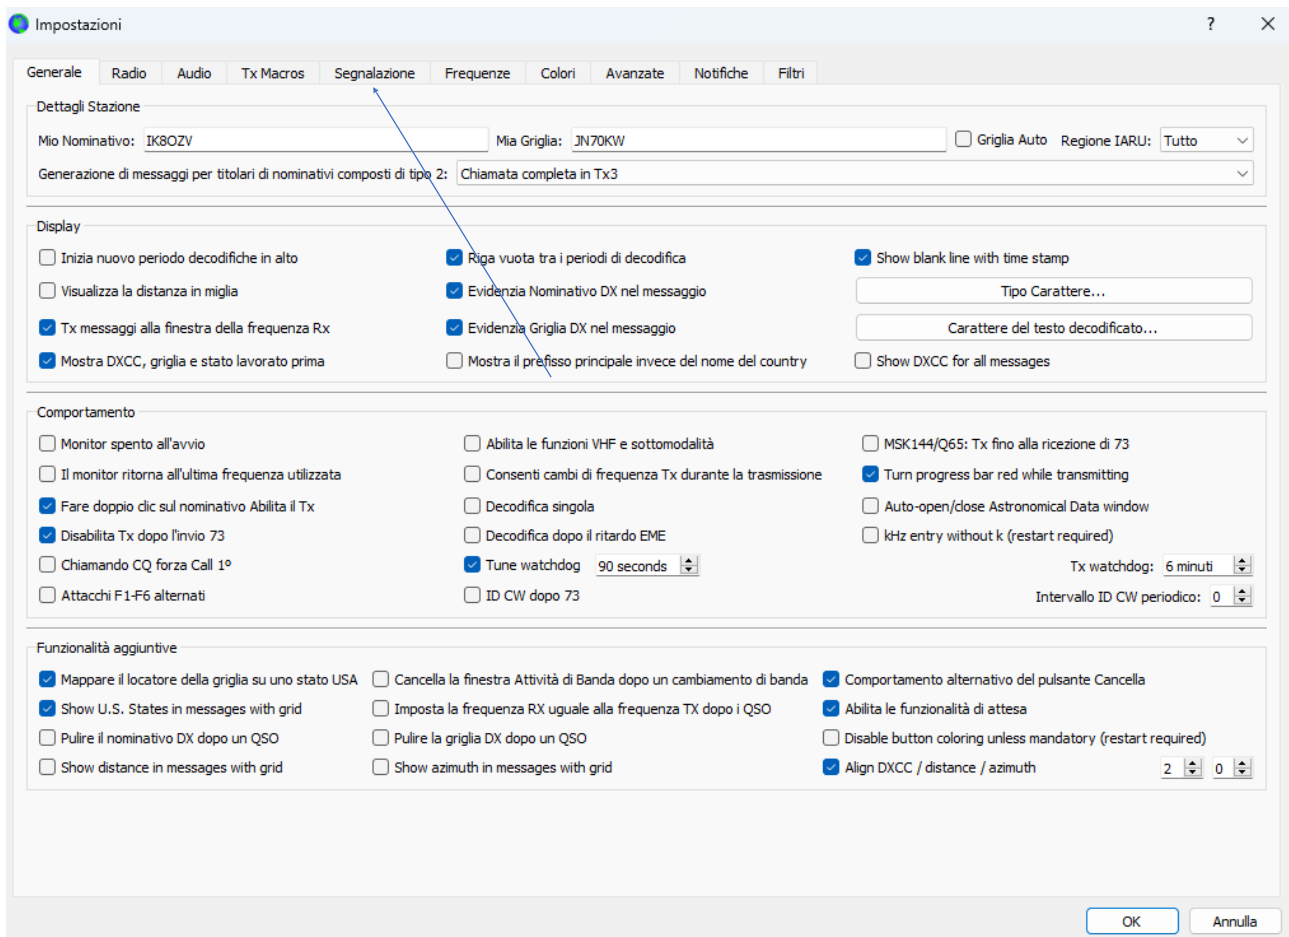 Impostazioni ?
Generale Radio Audio Tx Macros Segnalazione Frequenze Colori Avanzate Notifiche Filtri
Dettagli Stazione
Mio Nominativo: IK8OZV Mia Griglia: JN70KW Griglia Auto Regione IARU: Tutto
Generazione di messaggi per titolari di nominativi composti di tipo 2: Chiamata completa in Tx3
Display
Inizia nuovo periodo decodifiche in alto Riga vuota tra i periodi di decodifica Show blank line with time stamp
Visualizza la distanza in miglia Evidenzia Nominativo DX nel messaggio Tipo Carattere...
Tx messaggi alla finestra della frequenza Rx Evidenzia Griglia DX nel messaggio Carattere del testo decodificato...
Mostra DXCC, griglia e stato lavorato prima Mostra il prefisso principale invece del nome del country Show DXCC for all messages
Comportamento
Monitor spento all'avvio Abilita le funzioni VHF e sottomodalità MSK144/Q65: Tx fino alla ricezione di 73
Il monitor ritorna all'ultima frequenza utilizzata Consenti cambi di frequenza Tx durante la trasmissione Turn progress bar red while transmitting
Fare doppio clic sul nominativo Abilita il Tx Decodifica singola Auto-open/close Astronomical Data window
Disabilita Tx dopo l'invio 73 Decodifica dopo il ritardo EME kHz entry without k (restart required)
Chiamando CQ forza Call 1º Tune watchdog 90 seconds Tx watchdog: 6 minuti
Attacchi F1-F6 alternati ID CW dopo 73 Intervallo ID CW periodico: 0
Funzionalità aggiuntive
Mappare il locatore della griglia su uno stato USA Cancella la finestra Attività di Banda dopo un cambiamento di banda Comportamento alternativo del pulsante Cancella
Show U.S. States in messages with grid Imposta la frequenza RX uguale alla frequenza TX dopo i QSO Abilita le funzionalità di attesa
Pulire il nominativo DX dopo un QSO Pulire la griglia DX dopo un QSO Disable button coloring unless mandatory (restart required)
Show distance in messages with grid Show azimuth in messages with grid Align DXCC / distance / azimuth 2 0
OK Annulla